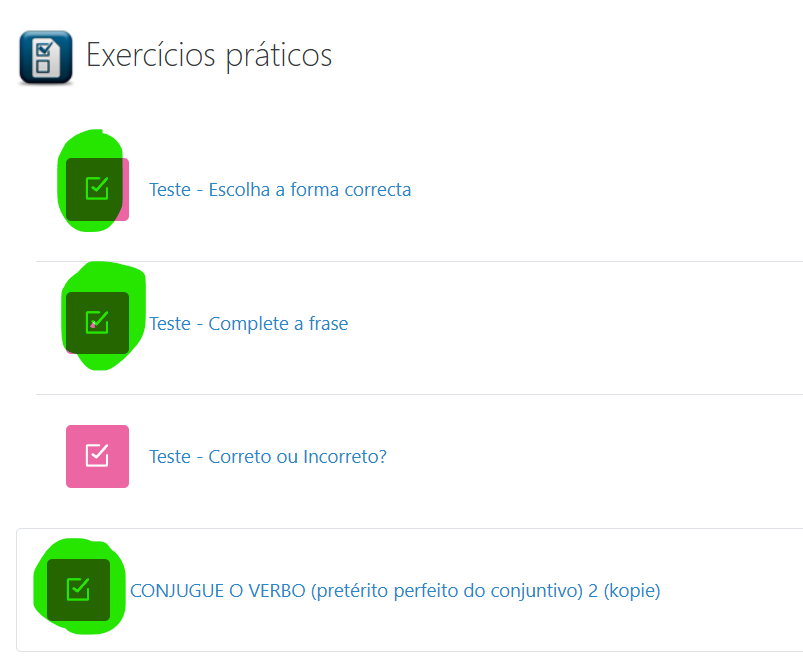 Exercícios práticos
Teste - Escolha a forma correcta
Teste - Complete a frase
Teste - Correto ou Incorreto?
CONJUGUE O VERBO (pretérito perfeito do conjuntivo) 2 (kopie)